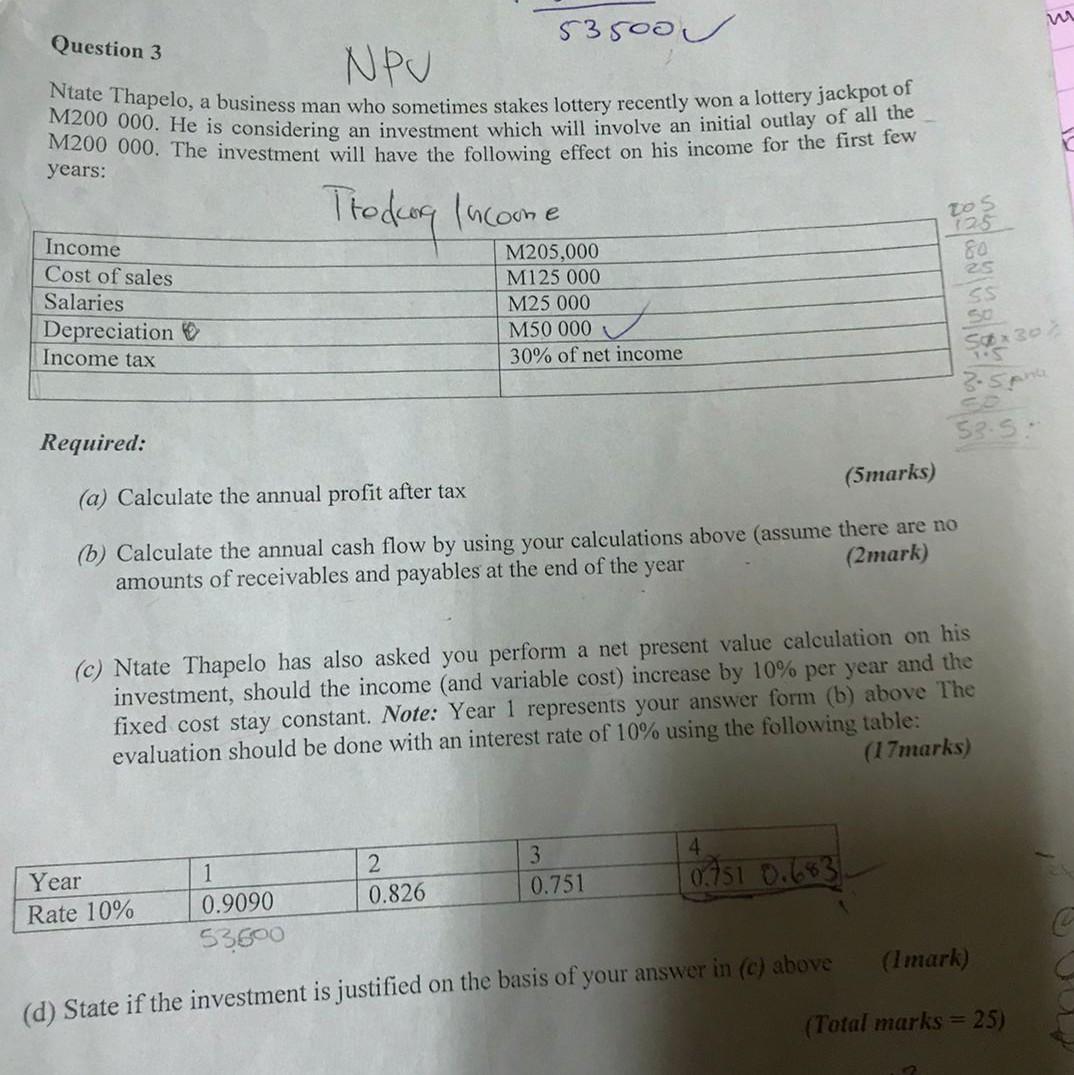 53500
Question 3
NPV
Ntate Thapelo, a business man who sometimes stakes lottery recently won a lottery jackpot of
M200 000. He is considering an investment which will involve an initial outlay of all the
M200 000. The investment will have the following effect on his income for the first few
years:
Trading Income
205
125
Income M205,000
80
Cost of sales M125 000
25
Salaries M25 000
55
Depreciation M50 000
50
Income tax 30% of net income
1.5
3.5
50
53.5
Required:
(a) Calculate the annual profit after tax (5marks)
(b) Calculate the annual cash flow by using your calculations above (assume there are no
amounts of receivables and payables at the end of the year (2mark)
(c) Ntate Thapelo has also asked you perform a net present value calculation on his
investment, should the income (and variable cost) increase by 10% per year and the
fixed cost stay constant. Note: Year 1 represents your answer form (b) above The
evaluation should be done with an interest rate of 10% using the following table:
(17marks)
Year 1 2 3 4
Rate 10% 0.9090 0.826 0.751 0.751 0.683
(d) State if the investment is justified on the basis of your answer in (c) above (1mark)
(Total marks = 25)